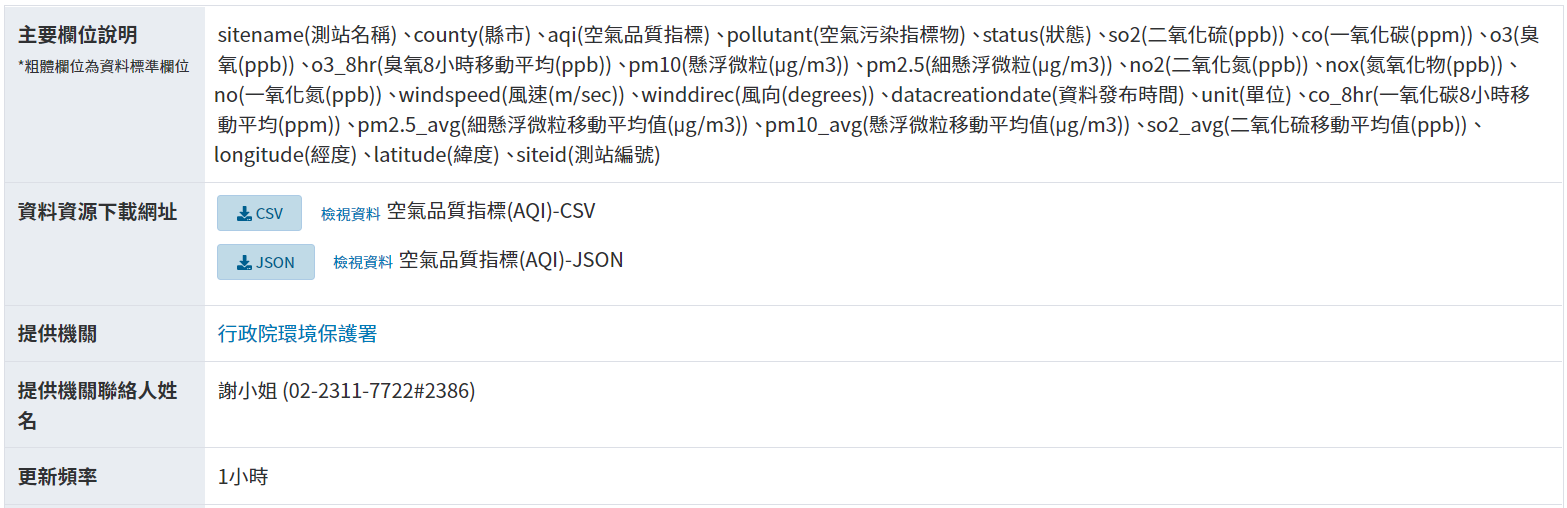 主要欄位說明
*粗體欄位為資料標準欄位
sitename(測站名稱)、county(縣市)、aqi(空氣品質指標)、pollutant(空氣污染指標物)、status(狀態)、so2(二氧化硫(ppb))、co(一氧化碳(ppm))、o3(臭
氧(ppb))、o3_8hr(臭氧8小時移動平均(ppb))、pm10(懸浮微粒(μg/m3))、pm2.5(細懸浮微粒(μg/m3))、no2(二氧化氮(ppb))、nox(氮氧化物(ppb))、
no(一氧化氮(ppb))、windspeed(風速(m/sec))、winddirec(風向(degrees))、datacreationdate(資料發布時間)、unit(單位)、co_8hr(一氧化碳8小時移
動平均(ppm))、pm2.5_avg(細懸浮微粒移動平均值(μg/m3))、pm10_avg(懸浮微粒移動平均值(μg/m3))、so2_avg(二氧化硫移動平均值(ppb))、
longitude(經度)、latitude(緯度)、siteid(測站編號)
資料資源下載網址
CSV 檢視資料 空氣品質指標(AQI)-CSV
JSON 檢視資料 空氣品質指標(AQI)-JSON
提供機關
行政院環境保護署
提供機關聯絡人姓
名
謝小姐 (02-2311-7722#2386)
更新頻率
1小時